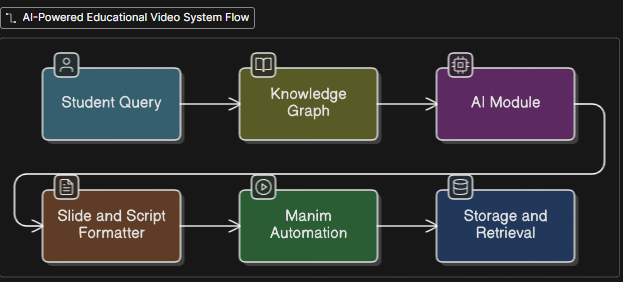 AI-Powered Educational Video System Flow
Student Query
Knowledge
Graph
AI Module
Slide and Script
Formatter
Manim
Automation
Storage and
Retrieval